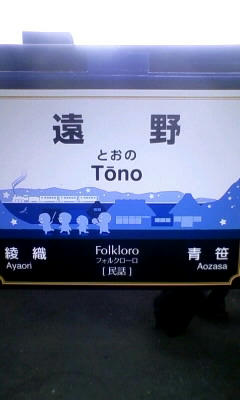 遠野
とおの
Tōno
綾織
Ayaori
Folkloro
フォルクローロ
[民話]
青笹
Aozasa